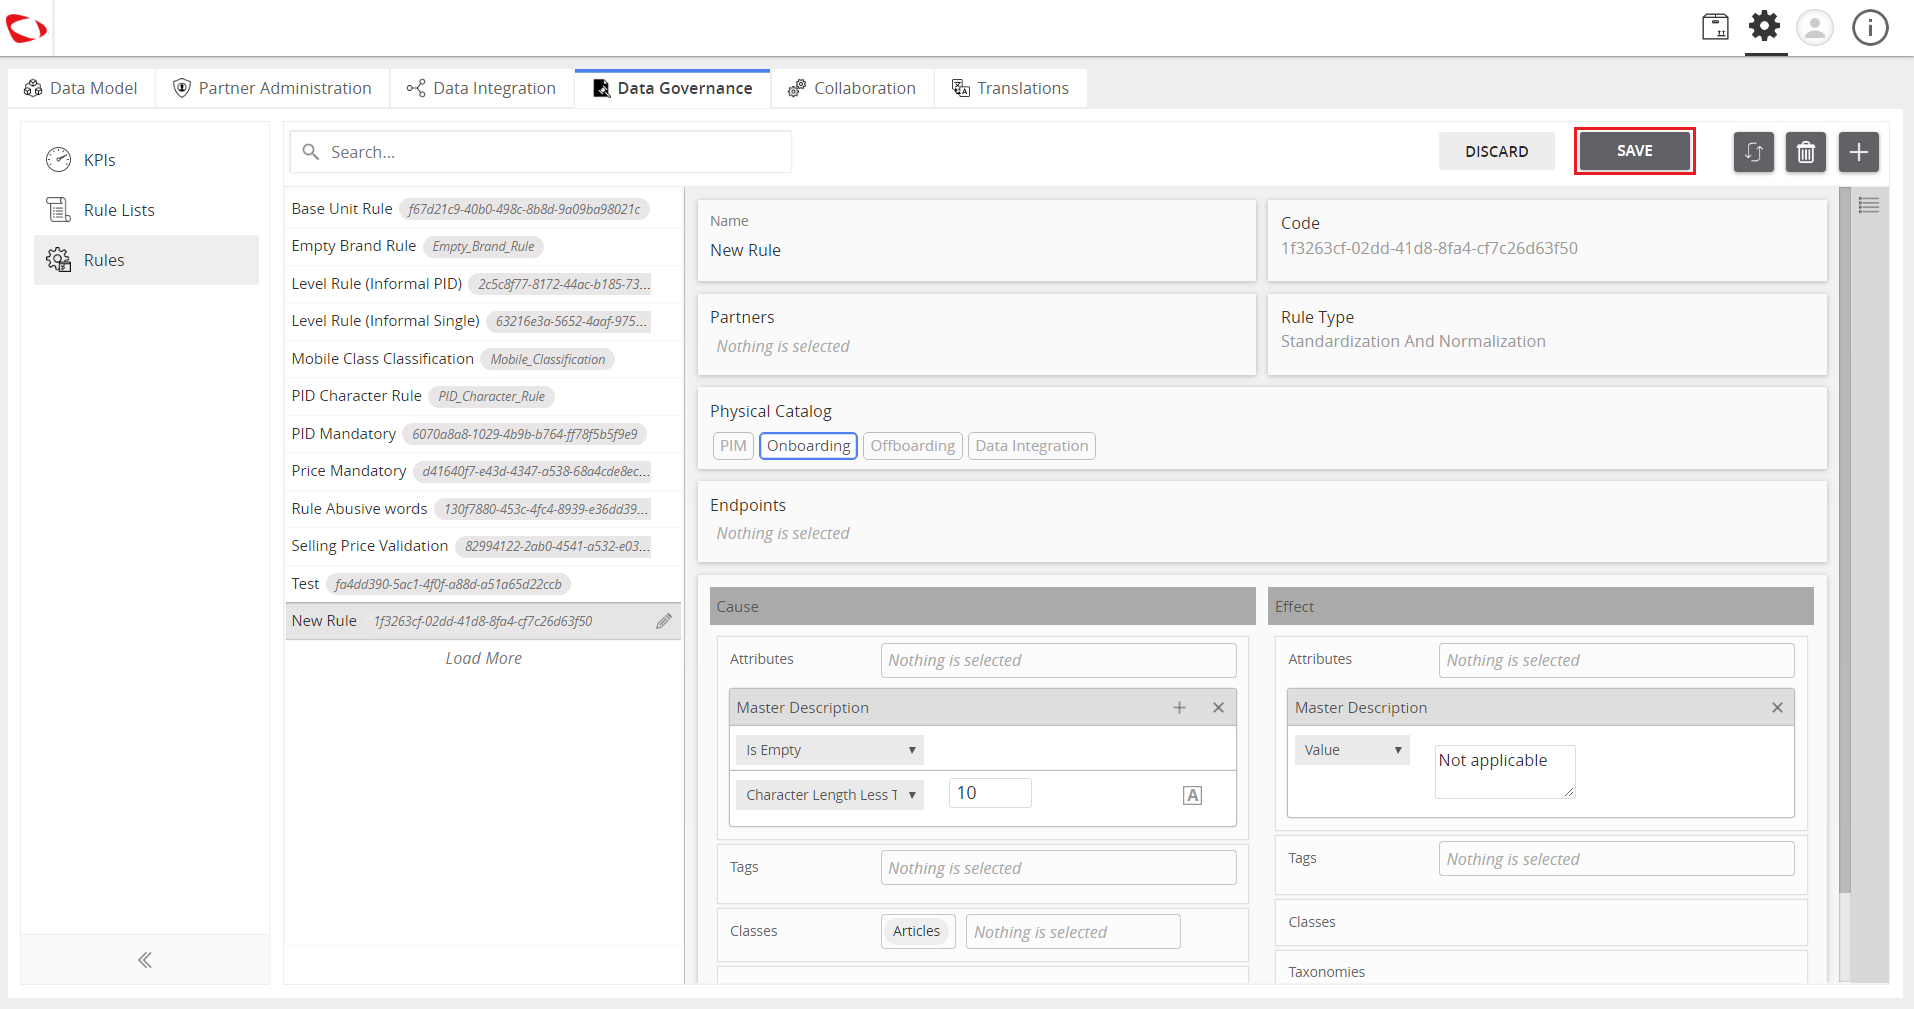 Data Model
Partner Administration
Data Integration
Data Governance
Collaboration
Translations
KPIs
Rule Lists
Rules
Search...
DISCARD
SAVE
Base Unit Rule f67d21c9-40b0-498c-8b8d-9a09ba98021c
Empty Brand Rule Empty_Brand_Rule
Level Rule (Informal PID) 2c5c8f77-8172-44ac-b185-73...
Level Rule (Informal Single) 63216e3a-5652-4aaf-975...
Mobile Class Classification Mobile_Classification
PID Character Rule PID_Character_Rule
PID Mandatory 6070a8a8-1029-4b9b-b764-ff78f5b5f9e9
Price Mandatory d41640f7-e43d-4347-a538-68a4cde8ec...
Rule Abusive words 130f7880-453c-4fc4-8939-e36dd39...
Selling Price Validation 82994122-2ab0-4541-a532-e03...
Test fa4dd390-5ac1-4f0f-a88d-a51a65d22ccb
New Rule 1f3263cf-02dd-41d8-8fa4-cf7c26d63f50
Load More
Name
New Rule
Code
1f3263cf-02dd-41d8-8fa4-cf7c26d63f50
Partners
Nothing is selected
Rule Type
Standardization And Normalization
Physical Catalog
PIM Onboarding Offboarding Data Integration
Endpoints
Nothing is selected
Cause
Attributes Nothing is selected
Master Description
Is Empty
Character Length Less T 10 A
Tags Nothing is selected
Classes Articles Nothing is selected
Effect
Attributes Nothing is selected
Master Description
Value Not applicable
Tags Nothing is selected
Classes
Taxonomies